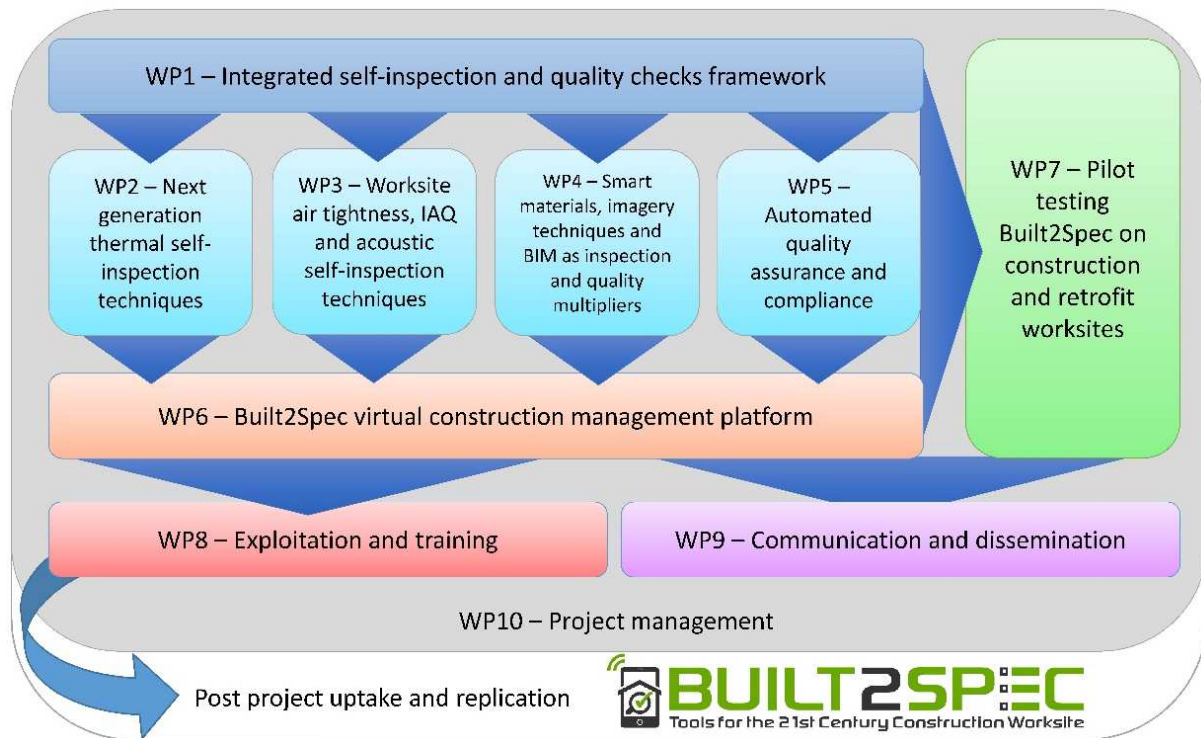 WP1 – Integrated self-inspection and quality checks framework
WP2 – Next
generation
thermal self-
inspection
techniques
WP3 – Worksite
air tightness, IAQ
and acoustic
self-inspection
techniques
WP4 – Smart
materials, imagery
techniques and
BIM as inspection
and quality
multipliers
WP5 –
Automated
quality
assurance and
compliance
WP7 – Pilot
testing
Built2Spec on
construction
and retrofit
worksites
WP6 – Built2Spec virtual construction management platform
WP8 – Exploitation and training
WP9 – Communication and dissemination
WP10 – Project management
Post project uptake and replication
BUILT2SPEC
Tools for the 21st Century Construction Worksite